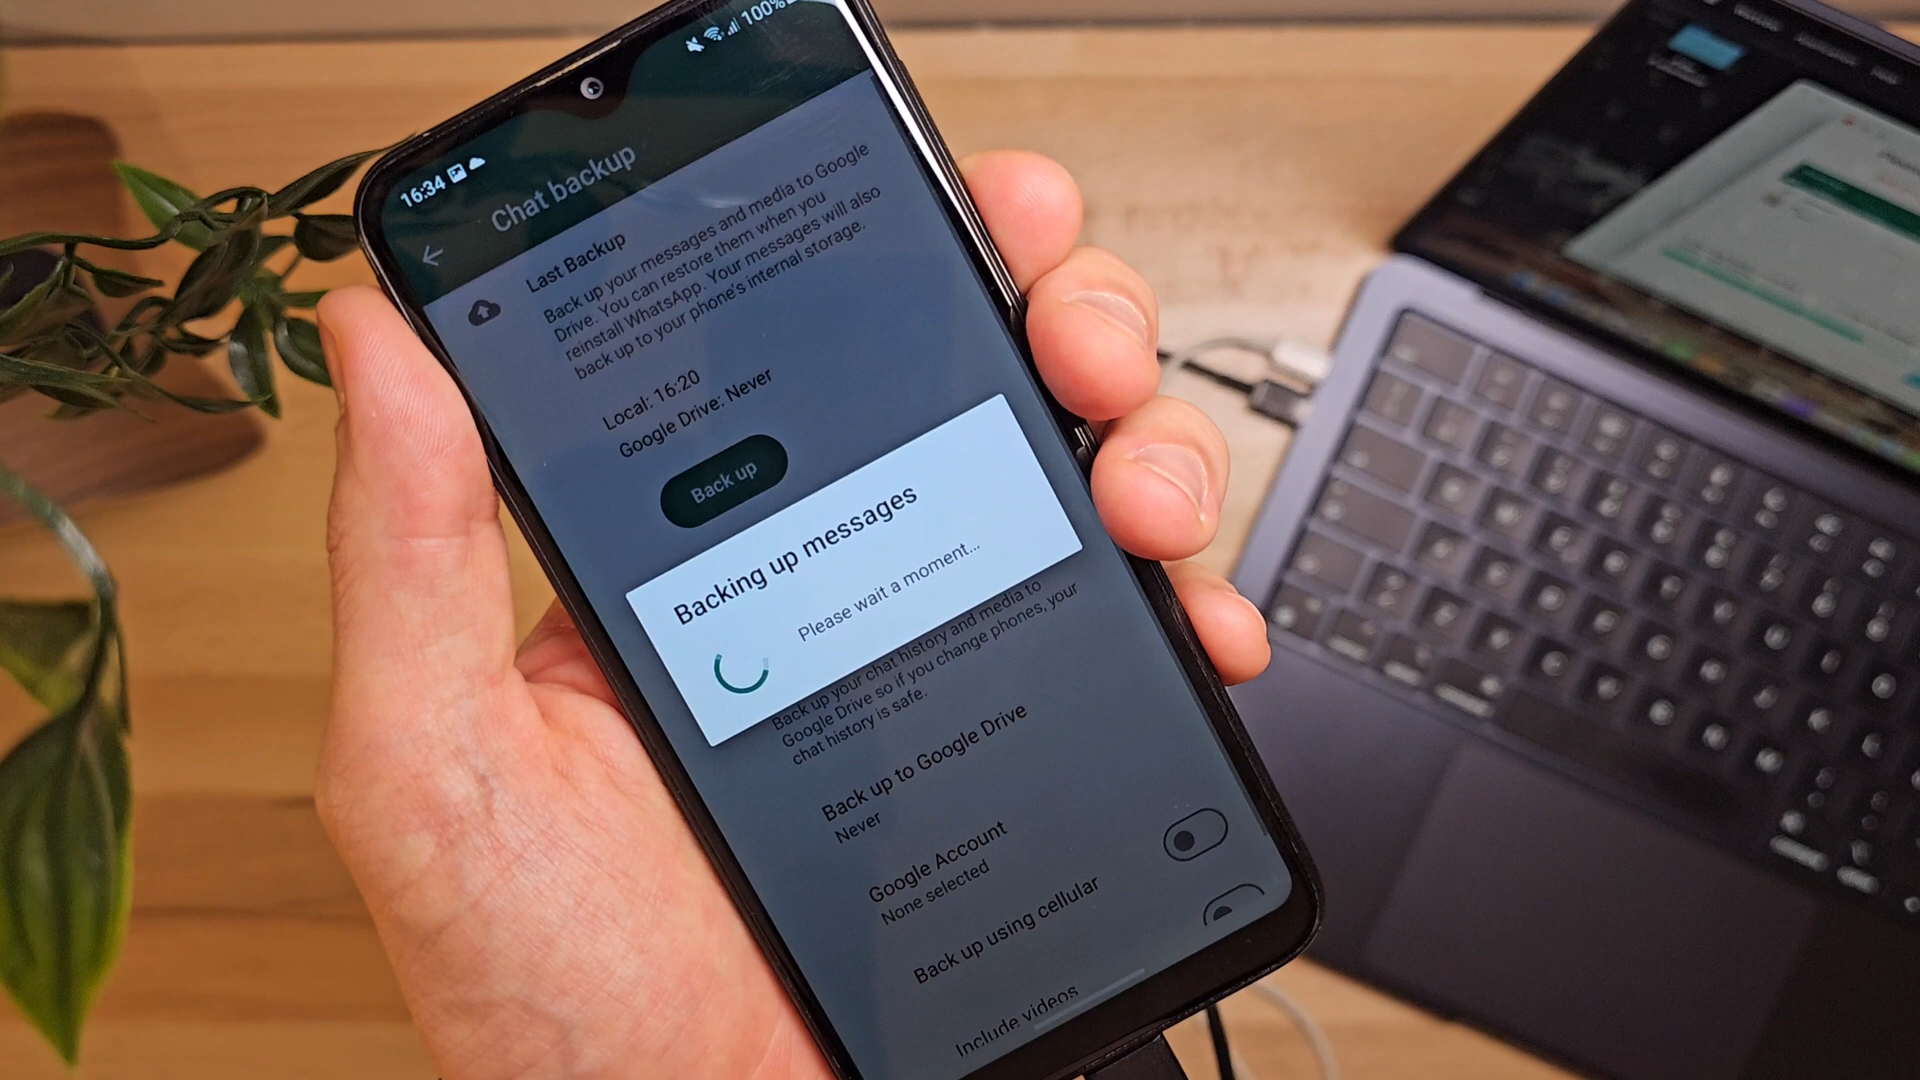 16:34
100%
Chat backup
Last Backup
Back up your messages and media to Google
Drive. You can restore them when you
reinstall WhatsApp. Your messages will also
back up to your phone's internal storage.
Local: 16:20
Google Drive: Never
Back up
Backing up messages
Please wait a moment...
Back up your chat history and media to
Google Drive so if you change phones, your
chat history is safe.
Back up to Google Drive
Never
Google Account
None selected
Back up using cellular
Include videos